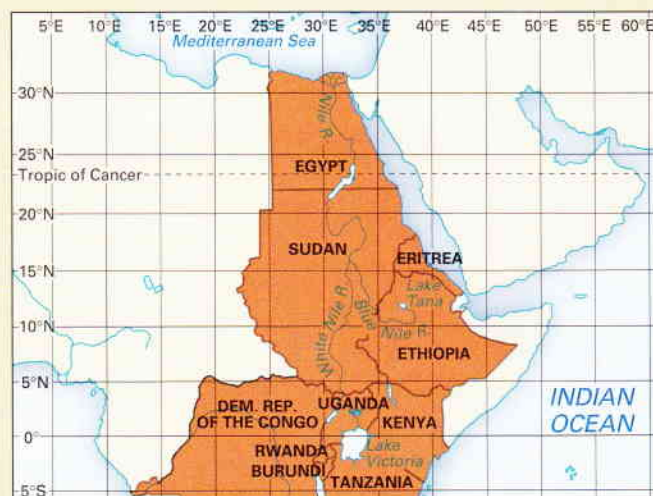 5°E 10°E 15°E 20°E 25°E 30°E 35°E 40°E 45°E 50°E 55°E 60°E
Mediterranean Sea
30°N
Nile R.
25°N
EGYPT
Tropic of Cancer
20°N
SUDAN
ERITREA
15°N
Lake
Tana
White Nile R.
Blue
Nile R.
10°N
ETHIOPIA
5°N
INDIAN
OCEAN
DEM. REP.
OF THE CONGO
UGANDA
KENYA
0°
RWANDA
BURUNDI
Lake
Victoria
TANZANIA
5°S